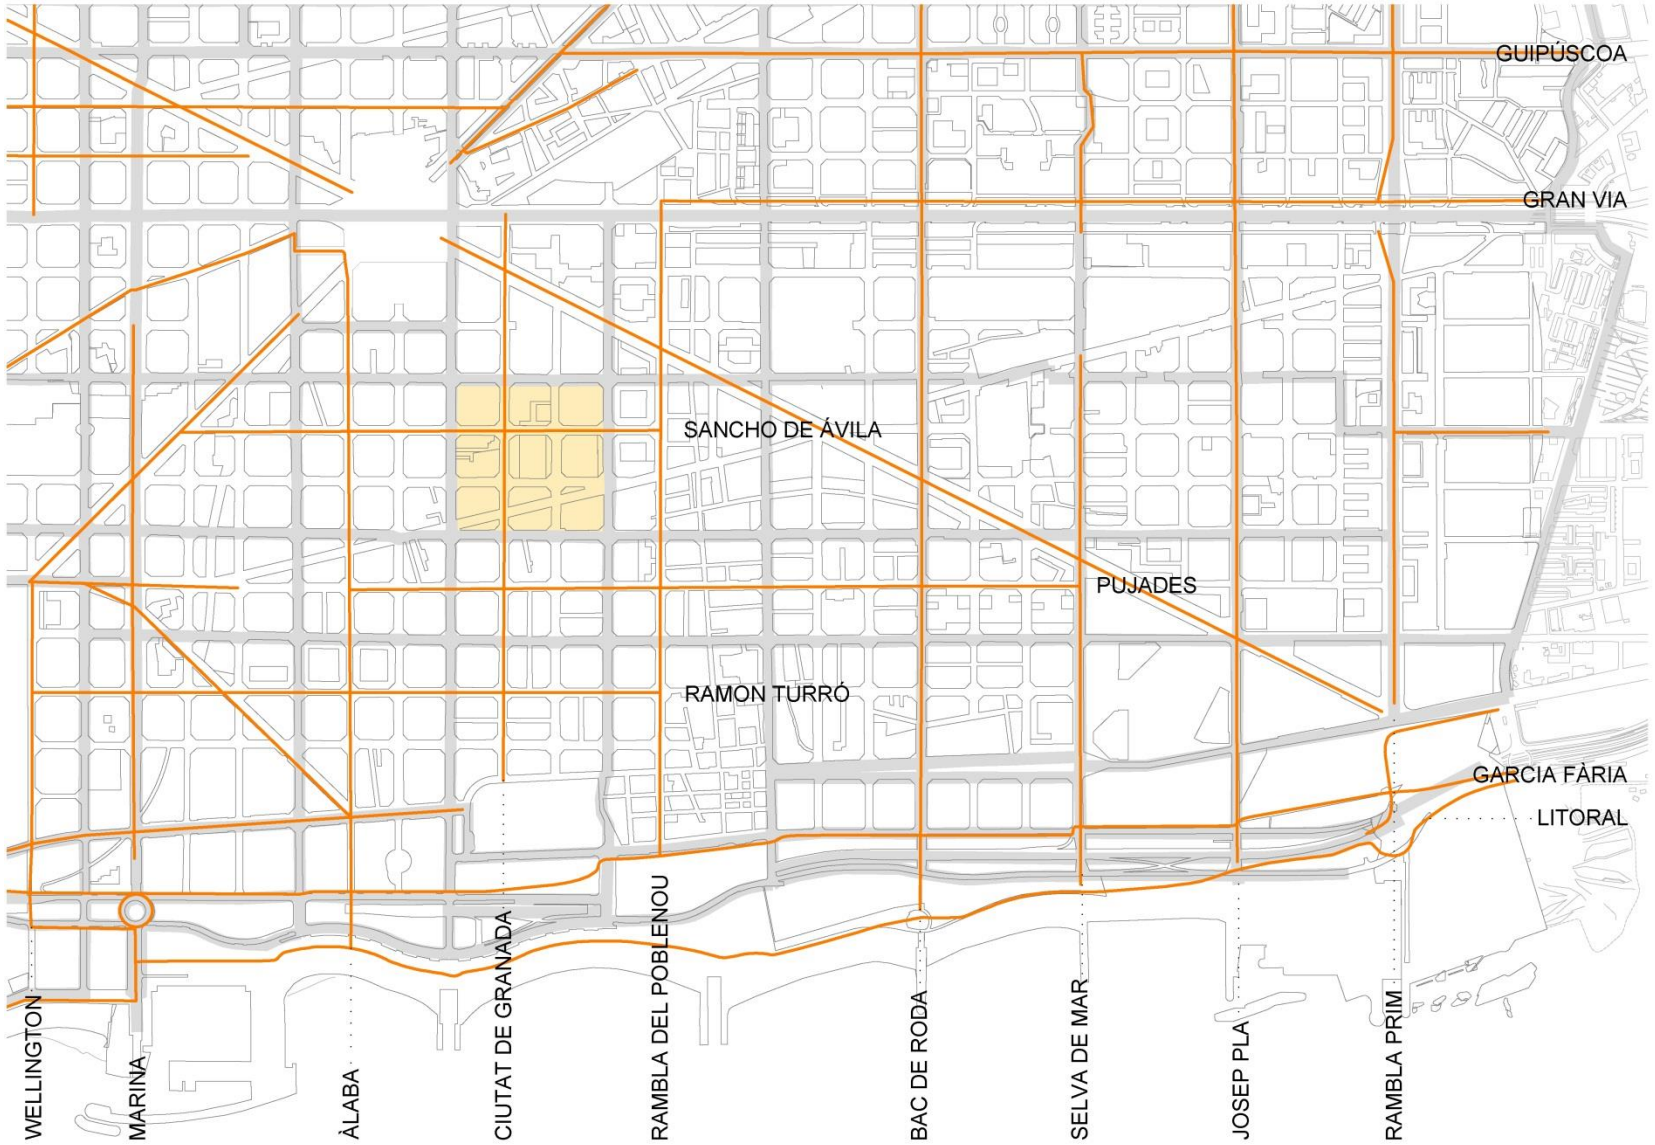 GUIPÚSCOA
GRAN VIA
SANCHO DE ÁVILA
PUJADES
RAMON TURRÓ
GARCIA FÀRIA
LITORAL
WELLINGTON
MARINA
ÀLABA
CIUTAT DE GRANADA
RAMBLA DEL POBLENOU
BAC DE RODA
SELVA DE MAR
JOSEP PLA
RAMBLA PRIM